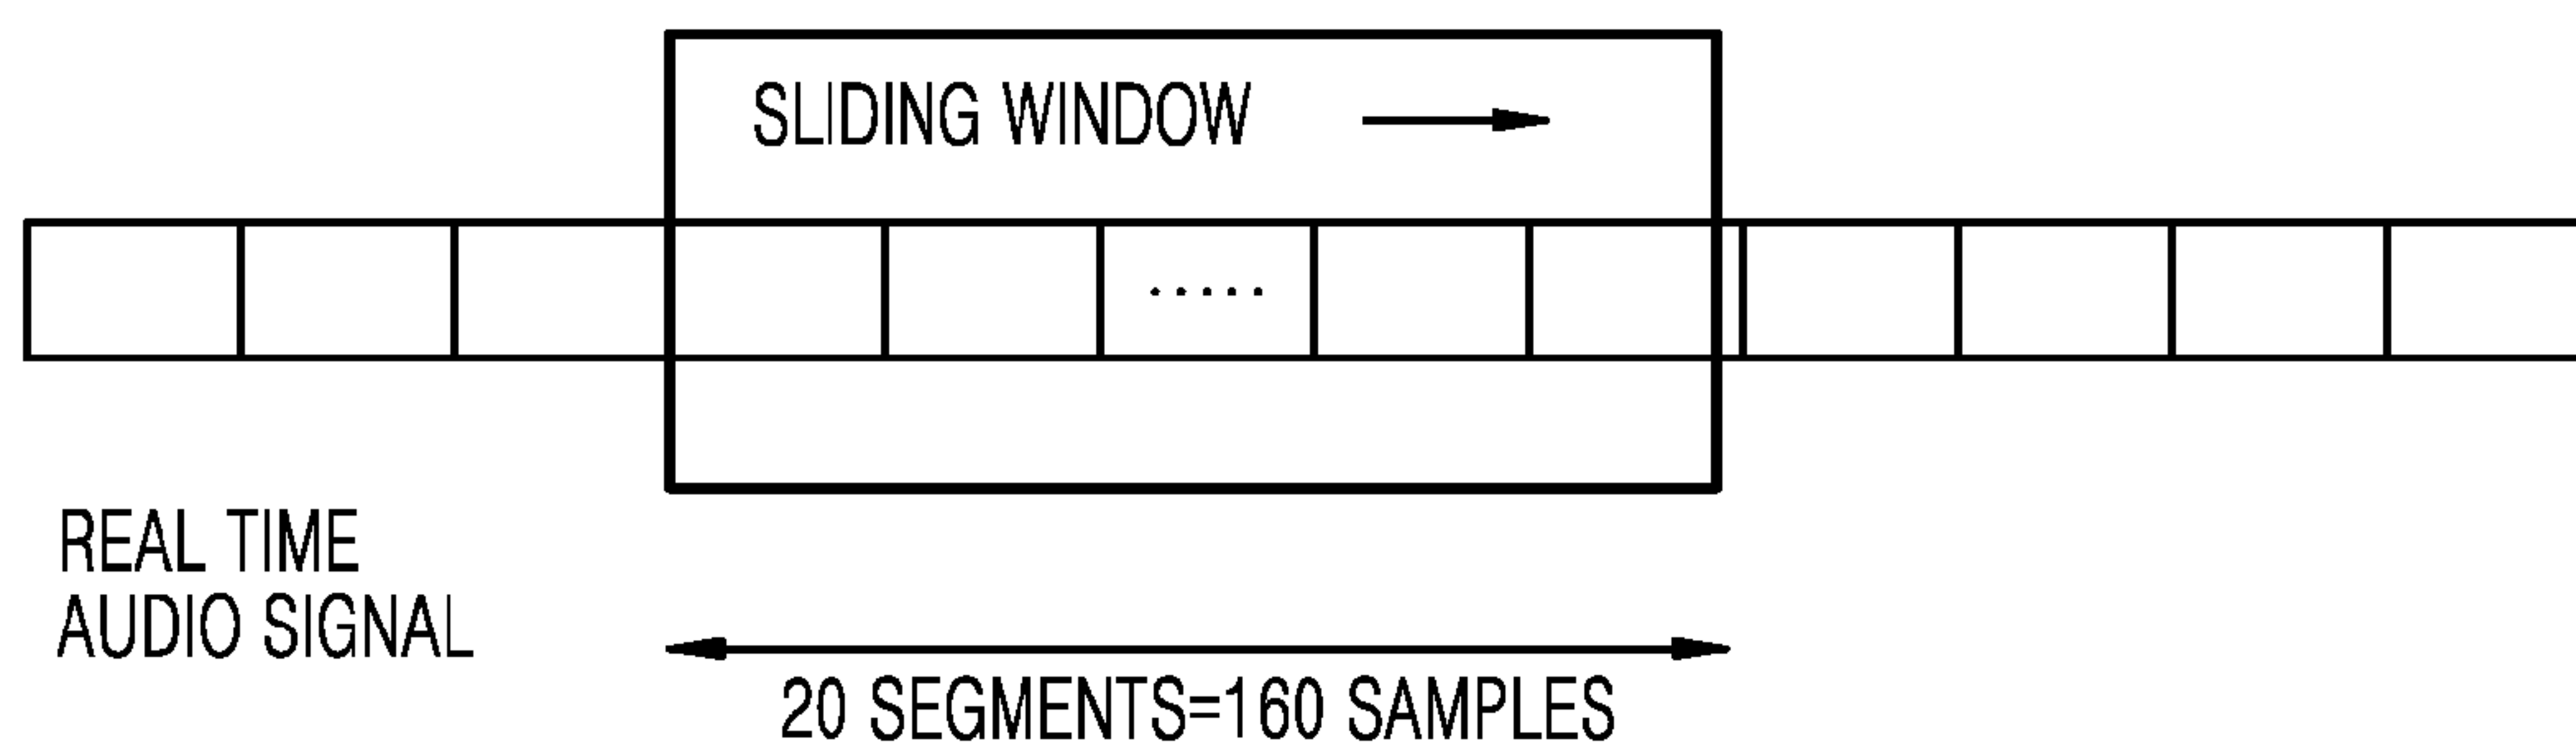 SLIDING WINDOW
.....
REAL TIME
AUDIO SIGNAL
20 SEGMENTS=160 SAMPLES